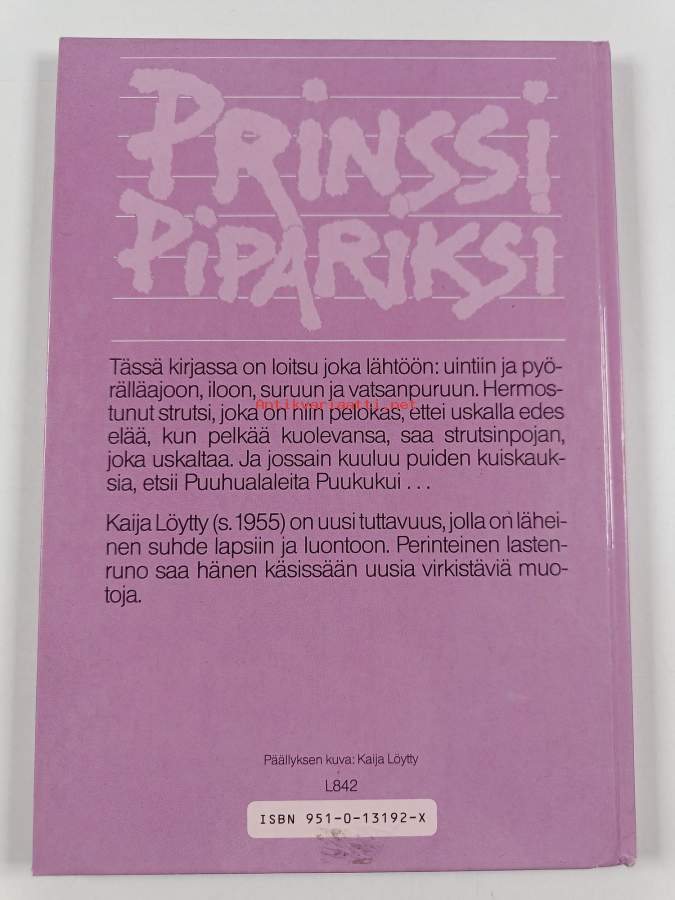 PRINSSI
PIPARIKSI
Tässä kirjassa on loitsu joka lähtöön: uintiin ja pyö-
rälläajoon, iloon, suruun ja vatsanpuruun. Hermos-
Antikvariaatti.net
tunut strutsi, joka on niin pelokas, ettei uskalla edes
elää, kun pelkää kuolevansa, saa strutsinpojan,
joka uskaltaa. Ja jossain kuuluu puiden kuiskauk-
sia, etsii Puuhualaleita Puukukui . . .
Kaija Löytty (s. 1955) on uusi tuttavuus, jolla on lähei-
nen suhde lapsiin ja luontoon. Perinteinen lasten-
runo saa hänen käsissään uusia virkistäviä muo-
toja.
Päällyksen kuva: Kaija Löytty
L842
ISBN 951-0-13192-X